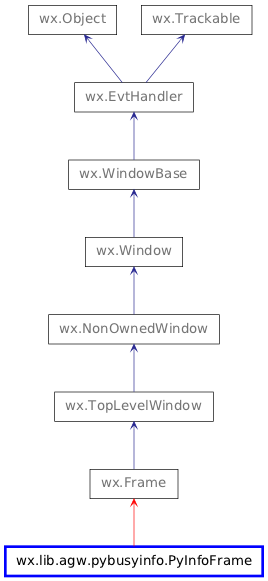 wx.Object
wx.Trackable
wx.EvtHandler
wx.WindowBase
wx.Window
wx.NonOwnedWindow
wx.TopLevelWindow
wx.Frame
wx.lib.agw.pybusyinfo.PyInfoFrame